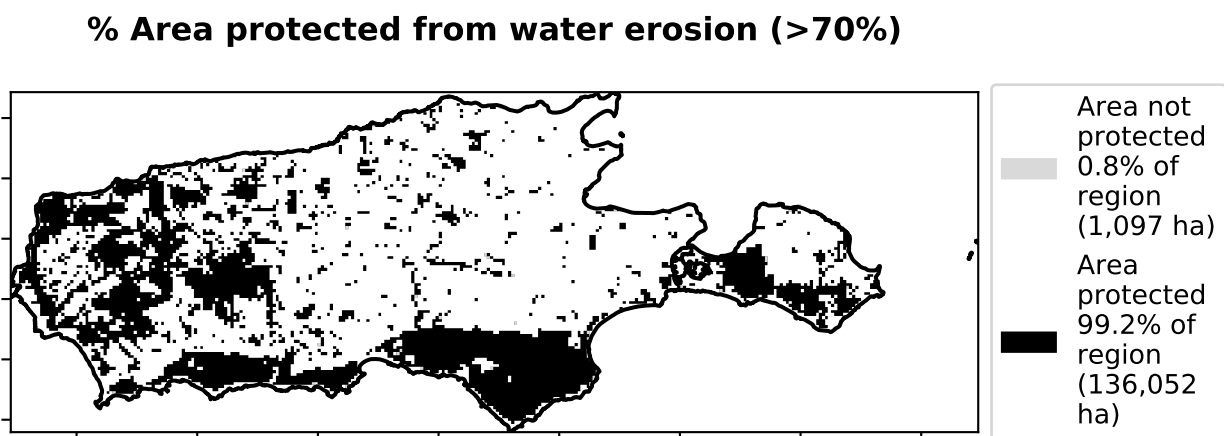 % Area protected from water erosion (>70%)
Area not
protected
0.8% of
region
(1,097 ha)
Area
protected
99.2% of
region
(136,052
ha)